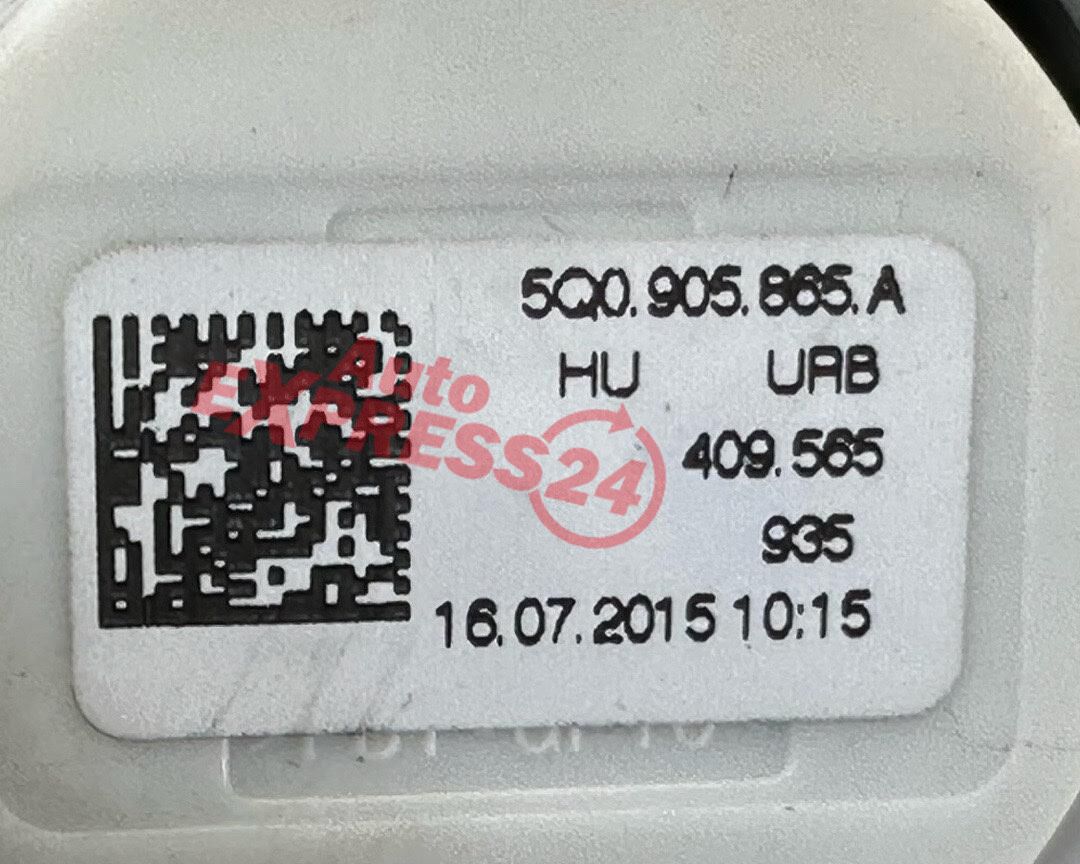 5Q0.905.865.A
HU URB
409.565
935
16.07.2015 10:15
Auto
EXPRESS24